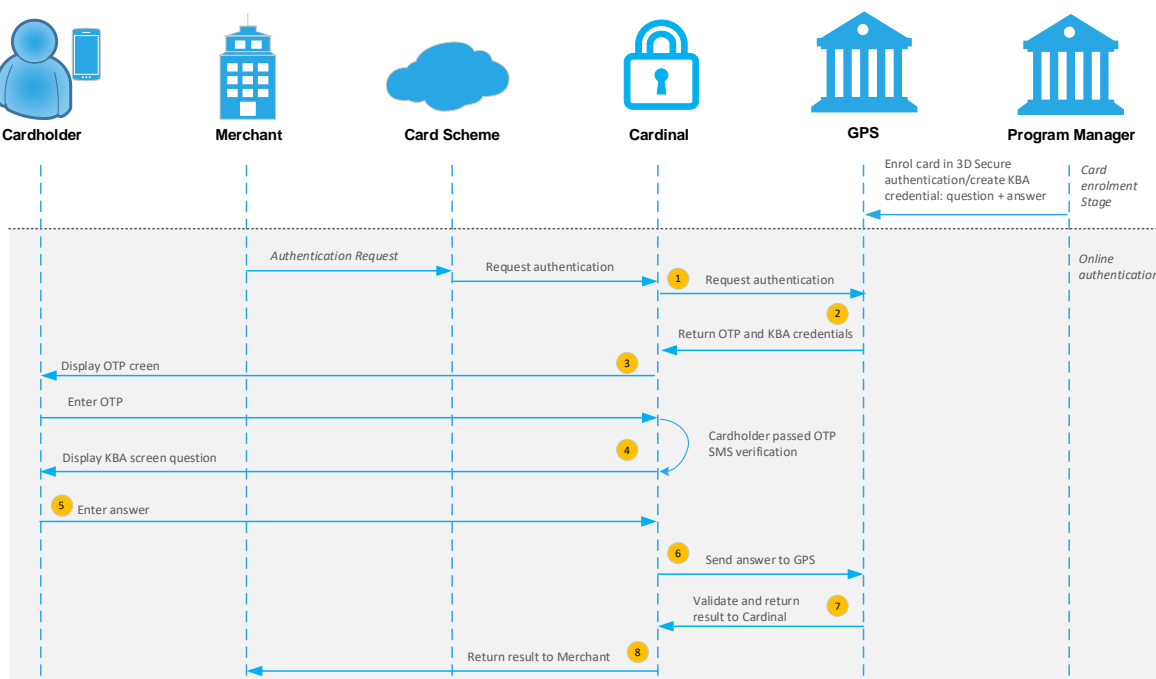 Cardholder
Merchant
Card Scheme
Cardinal
GPS
Program Manager
Enrol card in 3D Secure
authentication/create KBA
credential: question + answer
Card
enrolment
Stage
Authentication Request
Request authentication
1
Request authentication
Online
authentication
2
Return OTP and KBA credentials
3
Display OTP creen
Enter OTP
Cardholder passed OTP
SMS verification
4
Display KBA screen question
5
Enter answer
6
Send answer to GPS
Validate and return
result to Cardinal
7
Return result to Merchant
8